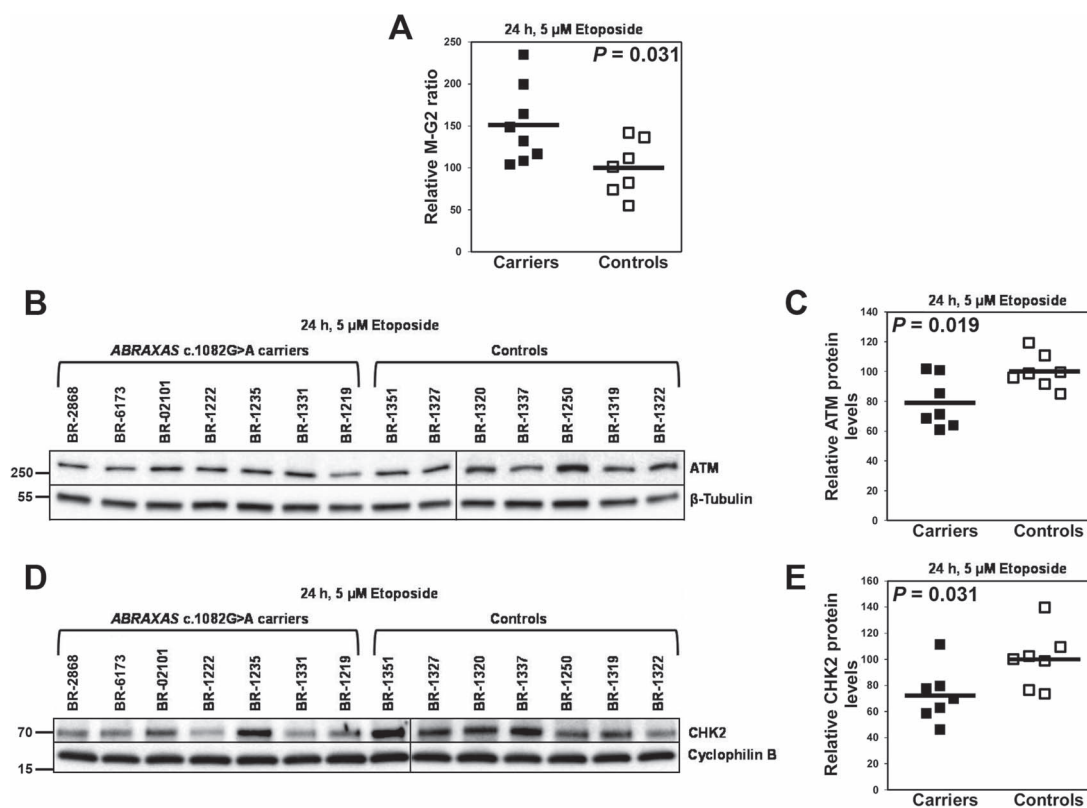 A
24 h, 5 µM Etoposide
P = 0.031
Relative M-G2 ratio
250
200
150
100
50
0
Carriers
Controls
B
24 h, 5 µM Etoposide
ABRAXAS c.1082G>A carriers
Controls
BR-2868
BR-6173
BR-02101
BR-1222
BR-1235
BR-1331
BR-1219
BR-1351
BR-1327
BR-1320
BR-1337
BR-1250
BR-1319
BR-1322
250
ATM
55
β-Tubulin
C
24 h, 5 µM Etoposide
P = 0.019
Relative ATM protein
levels
140
120
100
80
60
40
20
0
Carriers
Controls
D
24 h, 5 µM Etoposide
ABRAXAS c.1082G>A carriers
Controls
BR-2868
BR-6173
BR-02101
BR-1222
BR-1235
BR-1331
BR-1219
BR-1351
BR-1327
BR-1320
BR-1337
BR-1250
BR-1319
BR-1322
70
CHK2
Cyclophilin B
15
E
24 h, 5 µM Etoposide
P = 0.031
Relative CHK2 protein
levels
160
140
120
100
80
60
40
20
0
Carriers
Controls